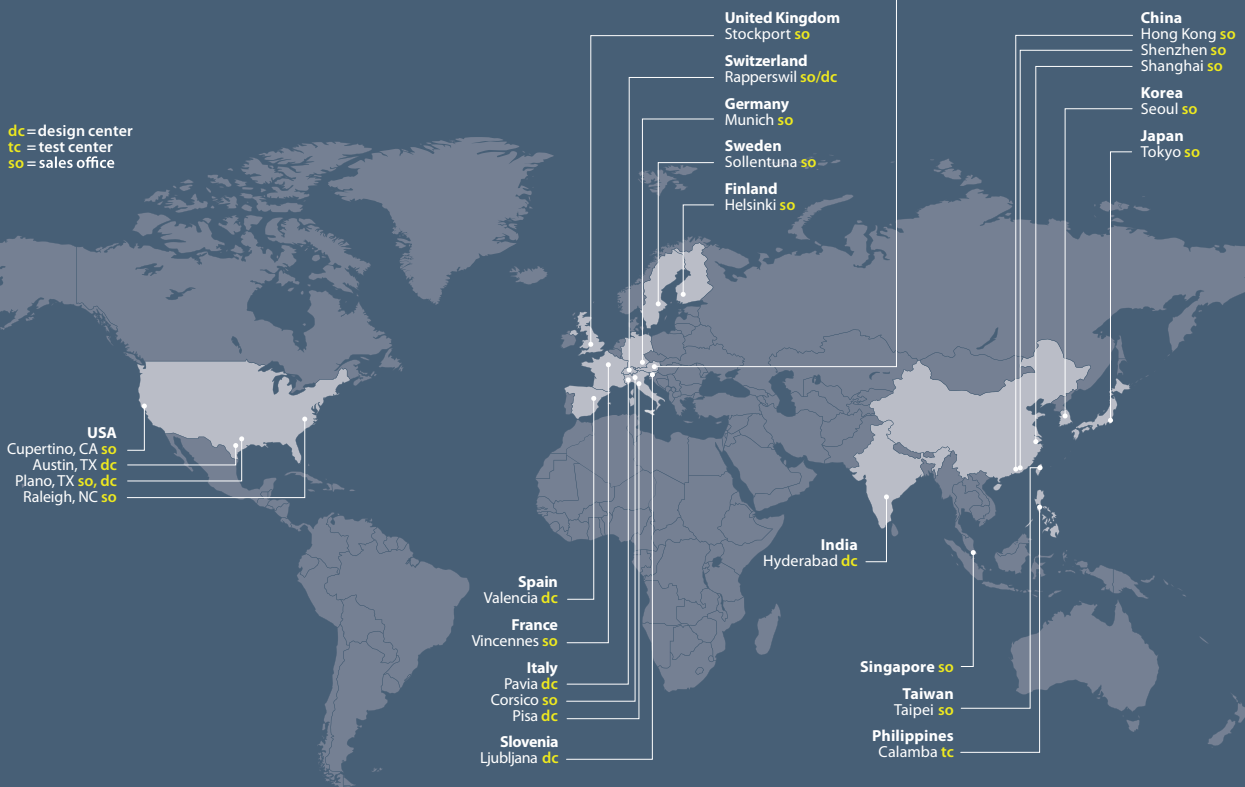 United Kingdom
Stockport so
Switzerland
Rapperswil so/dc
Germany
Munich so
Sweden
Sollentuna so
Finland
Helsinki so
China
Hong Kong so
Shenzhen so
Shanghai so
Korea
Seoul so
Japan
Tokyo so
dc = design center
tc = test center
so = sales office
USA
Cupertino, CA so
Austin, TX dc
Plano, TX so, dc
Raleigh, NC so
Spain
Valencia dc
France
Vincennes so
Italy
Pavia dc
Corsico so
Pisa dc
Slovenia
Ljubljana dc
India
Hyderabad dc
Singapore so
Taiwan
Taipei so
Philippines
Calamba tc